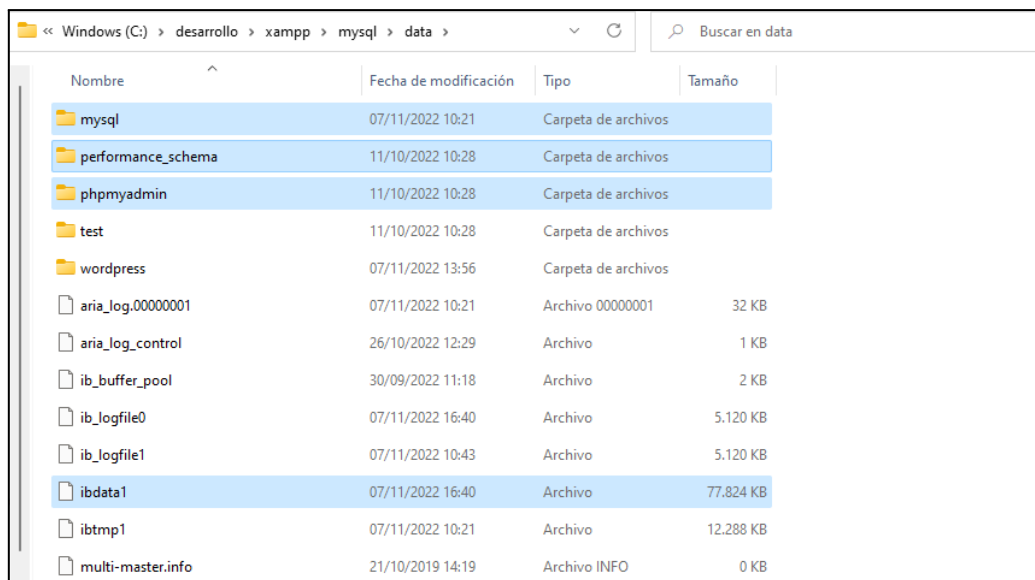 « Windows (C:) › desarrollo › xampp › mysql › data › Buscar en data
Nombre Fecha de modificación Tipo Tamaño
mysql 07/11/2022 10:21 Carpeta de archivos
performance_schema 11/10/2022 10:28 Carpeta de archivos
phpmyadmin 11/10/2022 10:28 Carpeta de archivos
test 11/10/2022 10:28 Carpeta de archivos
wordpress 07/11/2022 13:56 Carpeta de archivos
aria_log.00000001 07/11/2022 10:21 Archivo 00000001 32 KB
aria_log_control 26/10/2022 12:29 Archivo 1 KB
ib_buffer_pool 30/09/2022 11:18 Archivo 2 KB
ib_logfile0 07/11/2022 16:40 Archivo 5.120 KB
ib_logfile1 07/11/2022 10:43 Archivo 5.120 KB
ibdata1 07/11/2022 16:40 Archivo 77.824 KB
ibtmp1 07/11/2022 10:21 Archivo 12.288 KB
multi-master.info 21/10/2019 14:19 Archivo INFO 0 KB